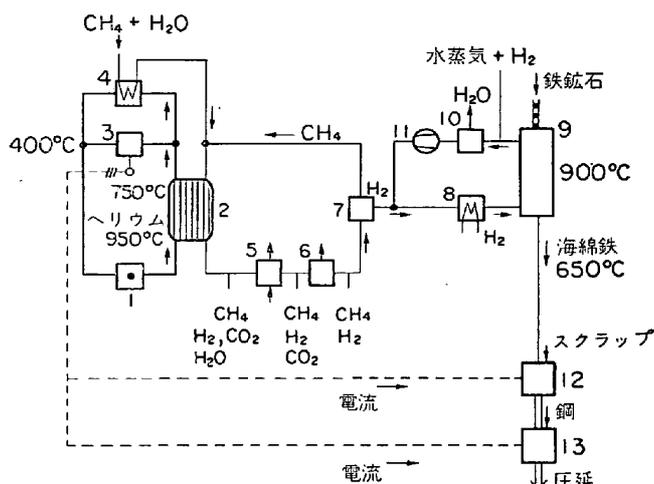 CH₄ + H₂O
水蒸気 + H₂
鉄鉱石
4
H₂O
11
10
9
3
CH₄
400°C
900°C
750°C
H₂
8
2
7
ヘリウム
950°C
H₂
海綿鉄
650°C
5
6
1
CH₄
H₂, CO₂
H₂O
CH₄
H₂
CO₂
CH₄
H₂
スクラップ
12
電流
鋼
13
電流
圧延